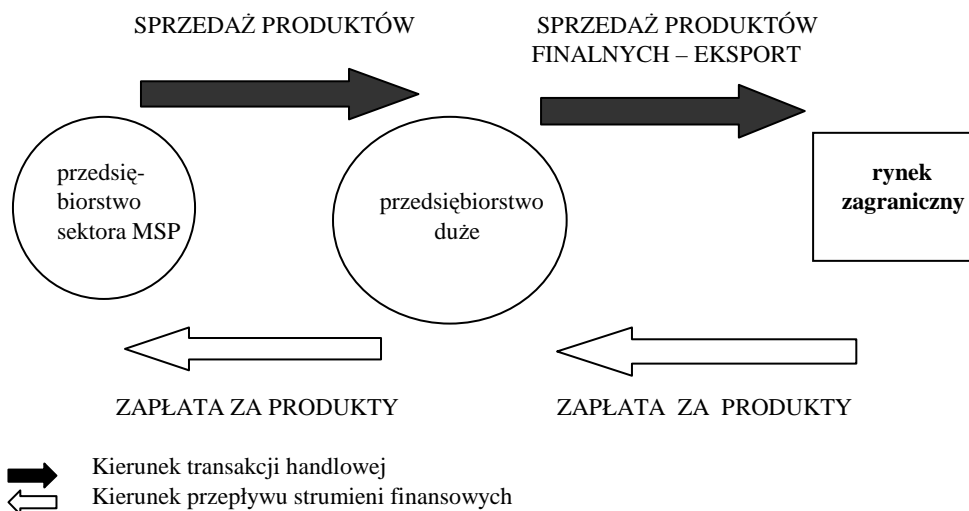 SPRZEDAŻ PRODUKTÓW
SPRZEDAŻ PRODUKTÓW
FINALNYCH – EKSPORT
przedsię-
biorstwo
sektora MSP
przedsiębiorstwo
duże
rynek
zagraniczny
ZAPŁATA ZA PRODUKTY
ZAPŁATA ZA PRODUKTY
Kierunek transakcji handlowej
Kierunek przepływu strumieni finansowych